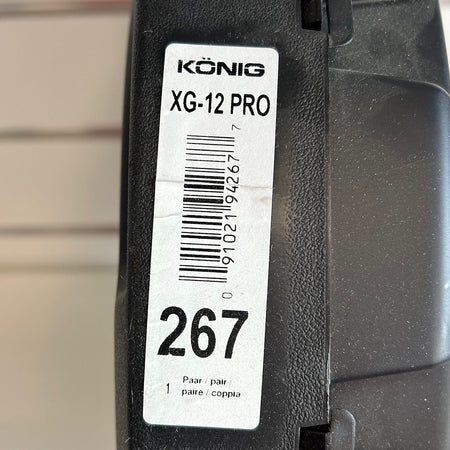 KÖNIG
XG-12 PRO
0 91021 94267 7
267
1 Paar / pair
paire / coppia